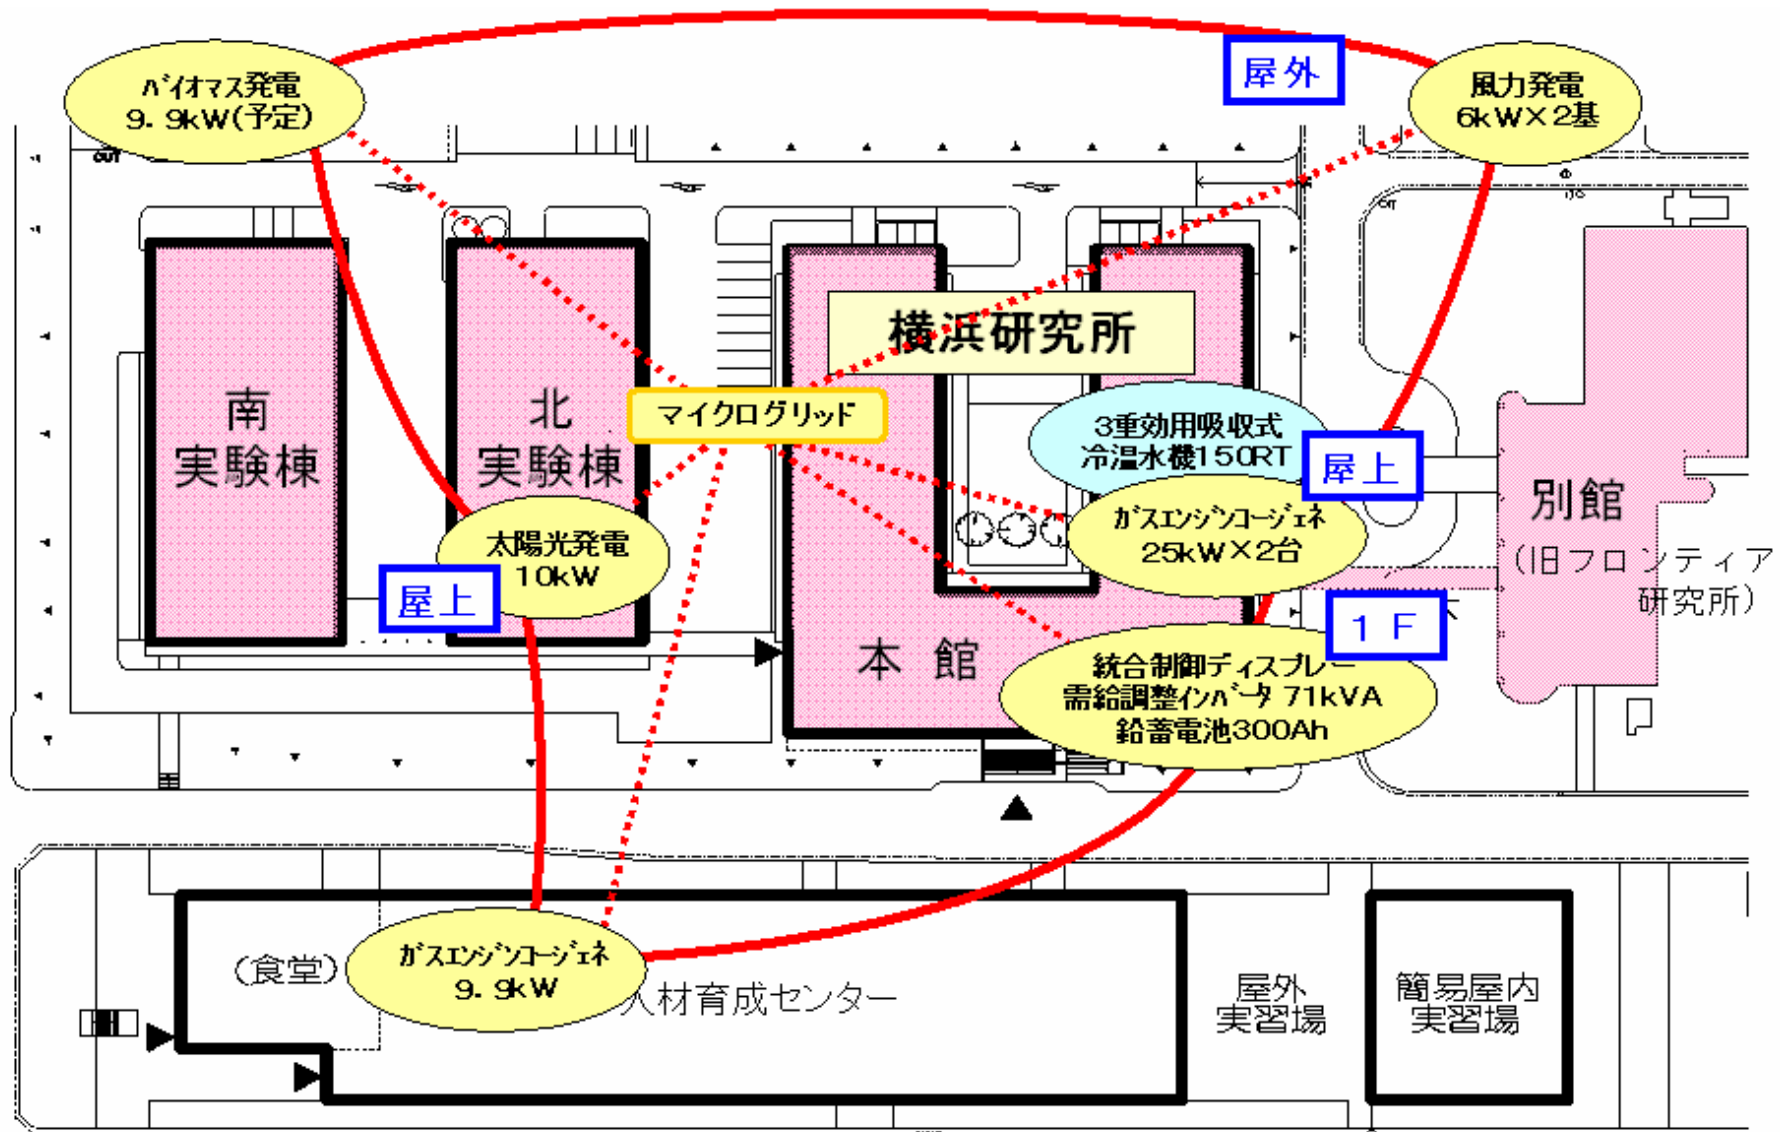 屋外
バイオマス発電
9.9kW(予定)
風力発電
6kW×2基
OUT
横浜研究所
南
実験棟
北
実験棟
マイクログリッド
3重効用吸収式
冷温水機150RT
屋上
ガスエンジンコージェネ
25kW×2台
別館
(旧フロンティア
研究所)
太陽光発電
10kW
屋上
1F
本館
統合制御ディスプレー
需給調整インバータ 71kVA
鉛蓄電池300Ah
(食堂)
ガスエンジンコージェネ
9.9kW
人材育成センター
屋外
実習場
簡易屋内
実習場